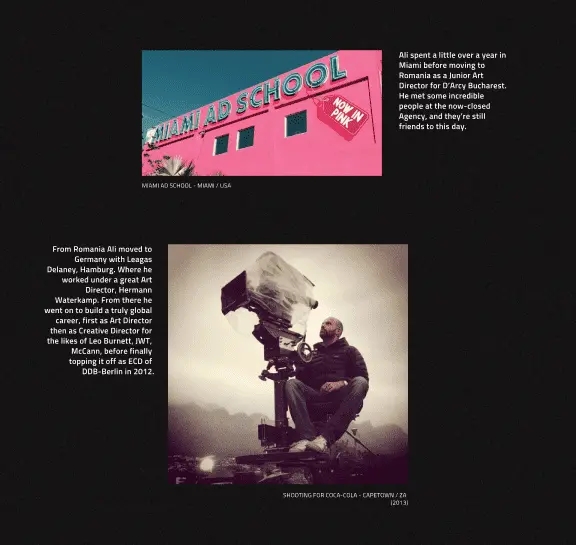 MIAMI AD SCHOOL
NOW IN
PINK
Ali spent a little over a year in
Miami before moving to
Romania as a Junior Art
Director for D'Arcy Bucharest.
He met some incredible
people at the now-closed
Agency, and they're still
friends to this day.
MIAMI AD SCHOOL - MIAMI / USA
From Romania Ali moved to
Germany with Leagas
Delaney, Hamburg. Where he
worked under a great Art
Director, Hermann
Waterkamp. From there he
went on to build a truly global
career, first as Art Director
then as Creative Director for
the likes of Leo Burnett, JWT,
McCann, before finally
topping it off as ECD of
DDB-Berlin in 2012.
SHOOTING FOR COCA-COLA - CAPETOWN / ZA
(2013)